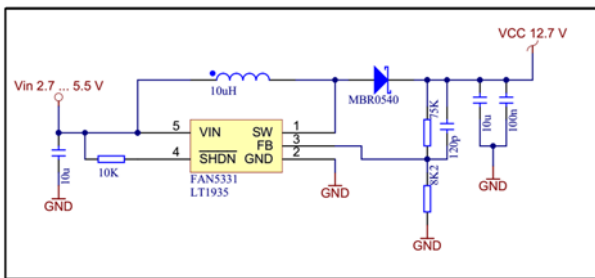 VCC 12.7 V
Vin 2.7 ... 5.5 V
10uH
MBR0540
75K
120p
10u
100n
5 VIN SW 1
FB 3
4 SHDN GND 2
10u
10K
GND
FAN5331
LT1935
GND
8K2
GND
GND